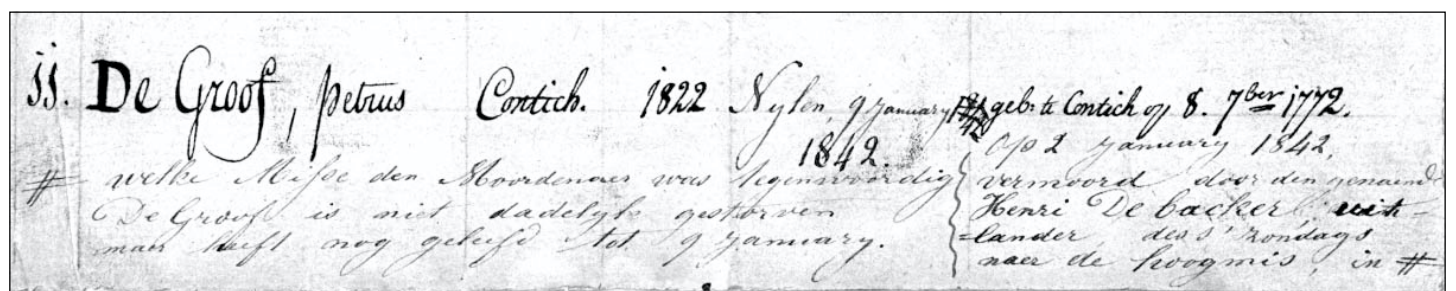 55. De Groof, petrus Contich. 1822 Nylen, 9 january 1842. geb: te Contich op 8. 7ber 1772.
Op 2 january 1842,
vermoord door den genaemd
Henri De backer, uit-
=lander, des s' zondags
naer de hoogmis, in #
# welke Misse den Moordenaer was tegenwoordig
De Groof is niet dadelyk gestorven
maer heeft nog geleefd tot 9 january.